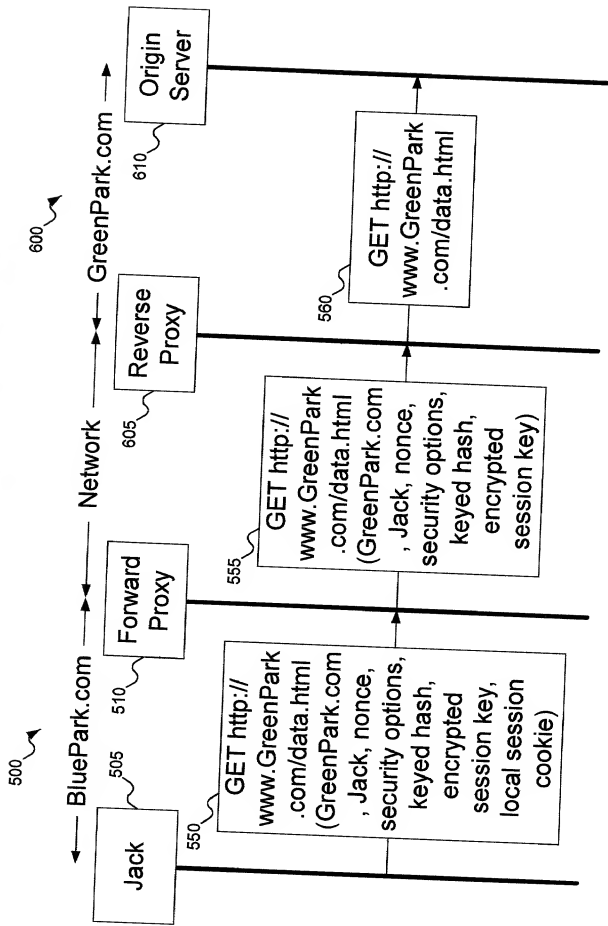 500
BluePark.com
Network
600
GreenPark.com
505
Jack
510
Forward
Proxy
605
Reverse
Proxy
610
Origin
Server
550
GET http://
www.GreenPark
.com/data.html
(GreenPark.com
, Jack, nonce,
security options,
keyed hash,
encrypted
session key,
local session
cookie)
555
GET http://
www.GreenPark
.com/data.html
(GreenPark.com
, Jack, nonce,
security options,
keyed hash,
encrypted
session key)
560
GET http://
www.GreenPark
.com/data.html